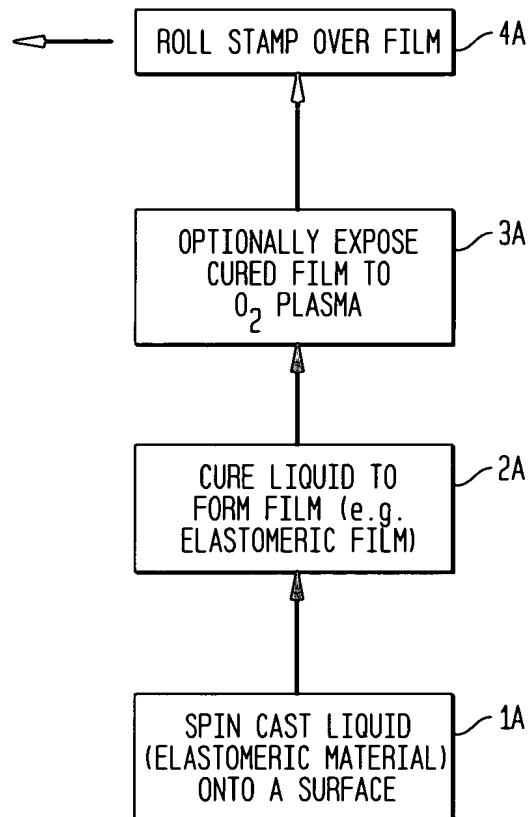 ROLL STAMP OVER FILM
4A
OPTIONALLY EXPOSE
CURED FILM TO
O2 PLASMA
3A
CURE LIQUID TO
FORM FILM (e.g.
ELASTOMERIC FILM)
2A
SPIN CAST LIQUID
(ELASTOMERIC MATERIAL)
ONTO A SURFACE
1A